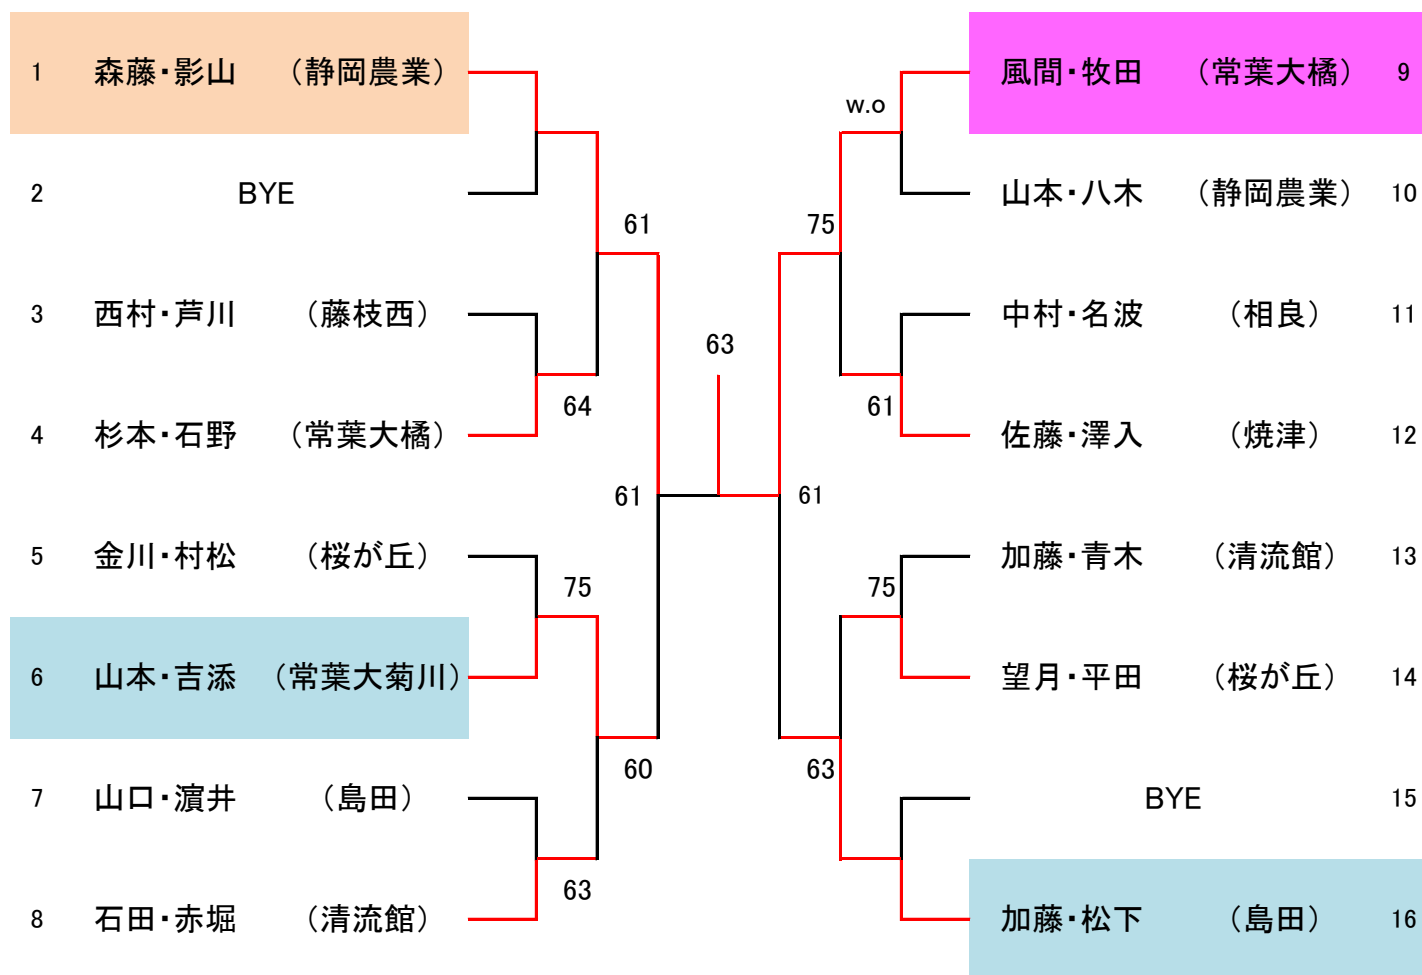 1 森藤・影山 （静岡農業）
2 BYE
3 西村・芦川 （藤枝西）
4 杉本・石野 （常葉大橘）
5 金川・村松 （桜が丘）
6 山本・吉添 （常葉大菊川）
7 山口・濵井 （島田）
8 石田・赤堀 （清流館）
61
64
61
75
60
63
63
w.o
75
61
61
75
63
風間・牧田 （常葉大橘） 9
山本・八木 （静岡農業） 10
中村・名波 （相良） 11
佐藤・澤入 （焼津） 12
加藤・青木 （清流館） 13
望月・平田 （桜が丘） 14
BYE 15
加藤・松下 （島田） 16